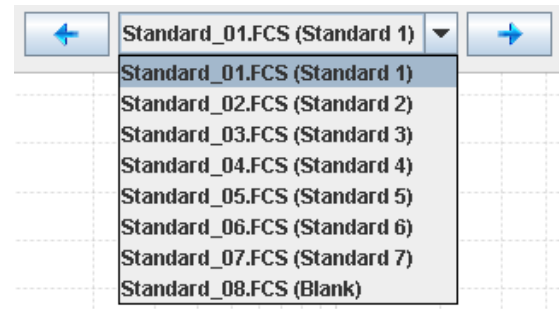 Standard_01.FCS (Standard 1)
Standard_01.FCS (Standard 1)
Standard_02.FCS (Standard 2)
Standard_03.FCS (Standard 3)
Standard_04.FCS (Standard 4)
Standard_05.FCS (Standard 5)
Standard_06.FCS (Standard 6)
Standard_07.FCS (Standard 7)
Standard_08.FCS (Blank)